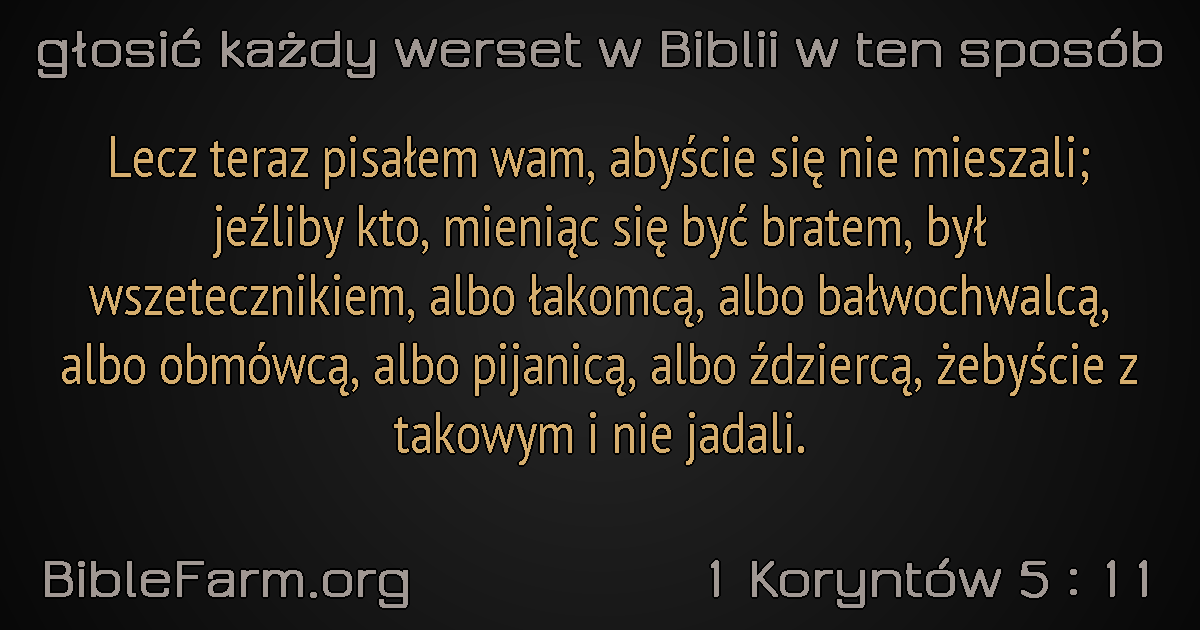 głosić każdy werset w Biblii w ten sposób
Lecz teraz pisałem wam, abyście się nie mieszali;
jeźliby kto, mieniąc się być bratem, był
wszetecznikiem, albo łakomcą, albo bałwochwalcą,
albo obmówcą, albo pijanicą, albo ździercą, żebyście z
takowym i nie jadali.
BibleFarm.org
1 Koryntów 5 : 11